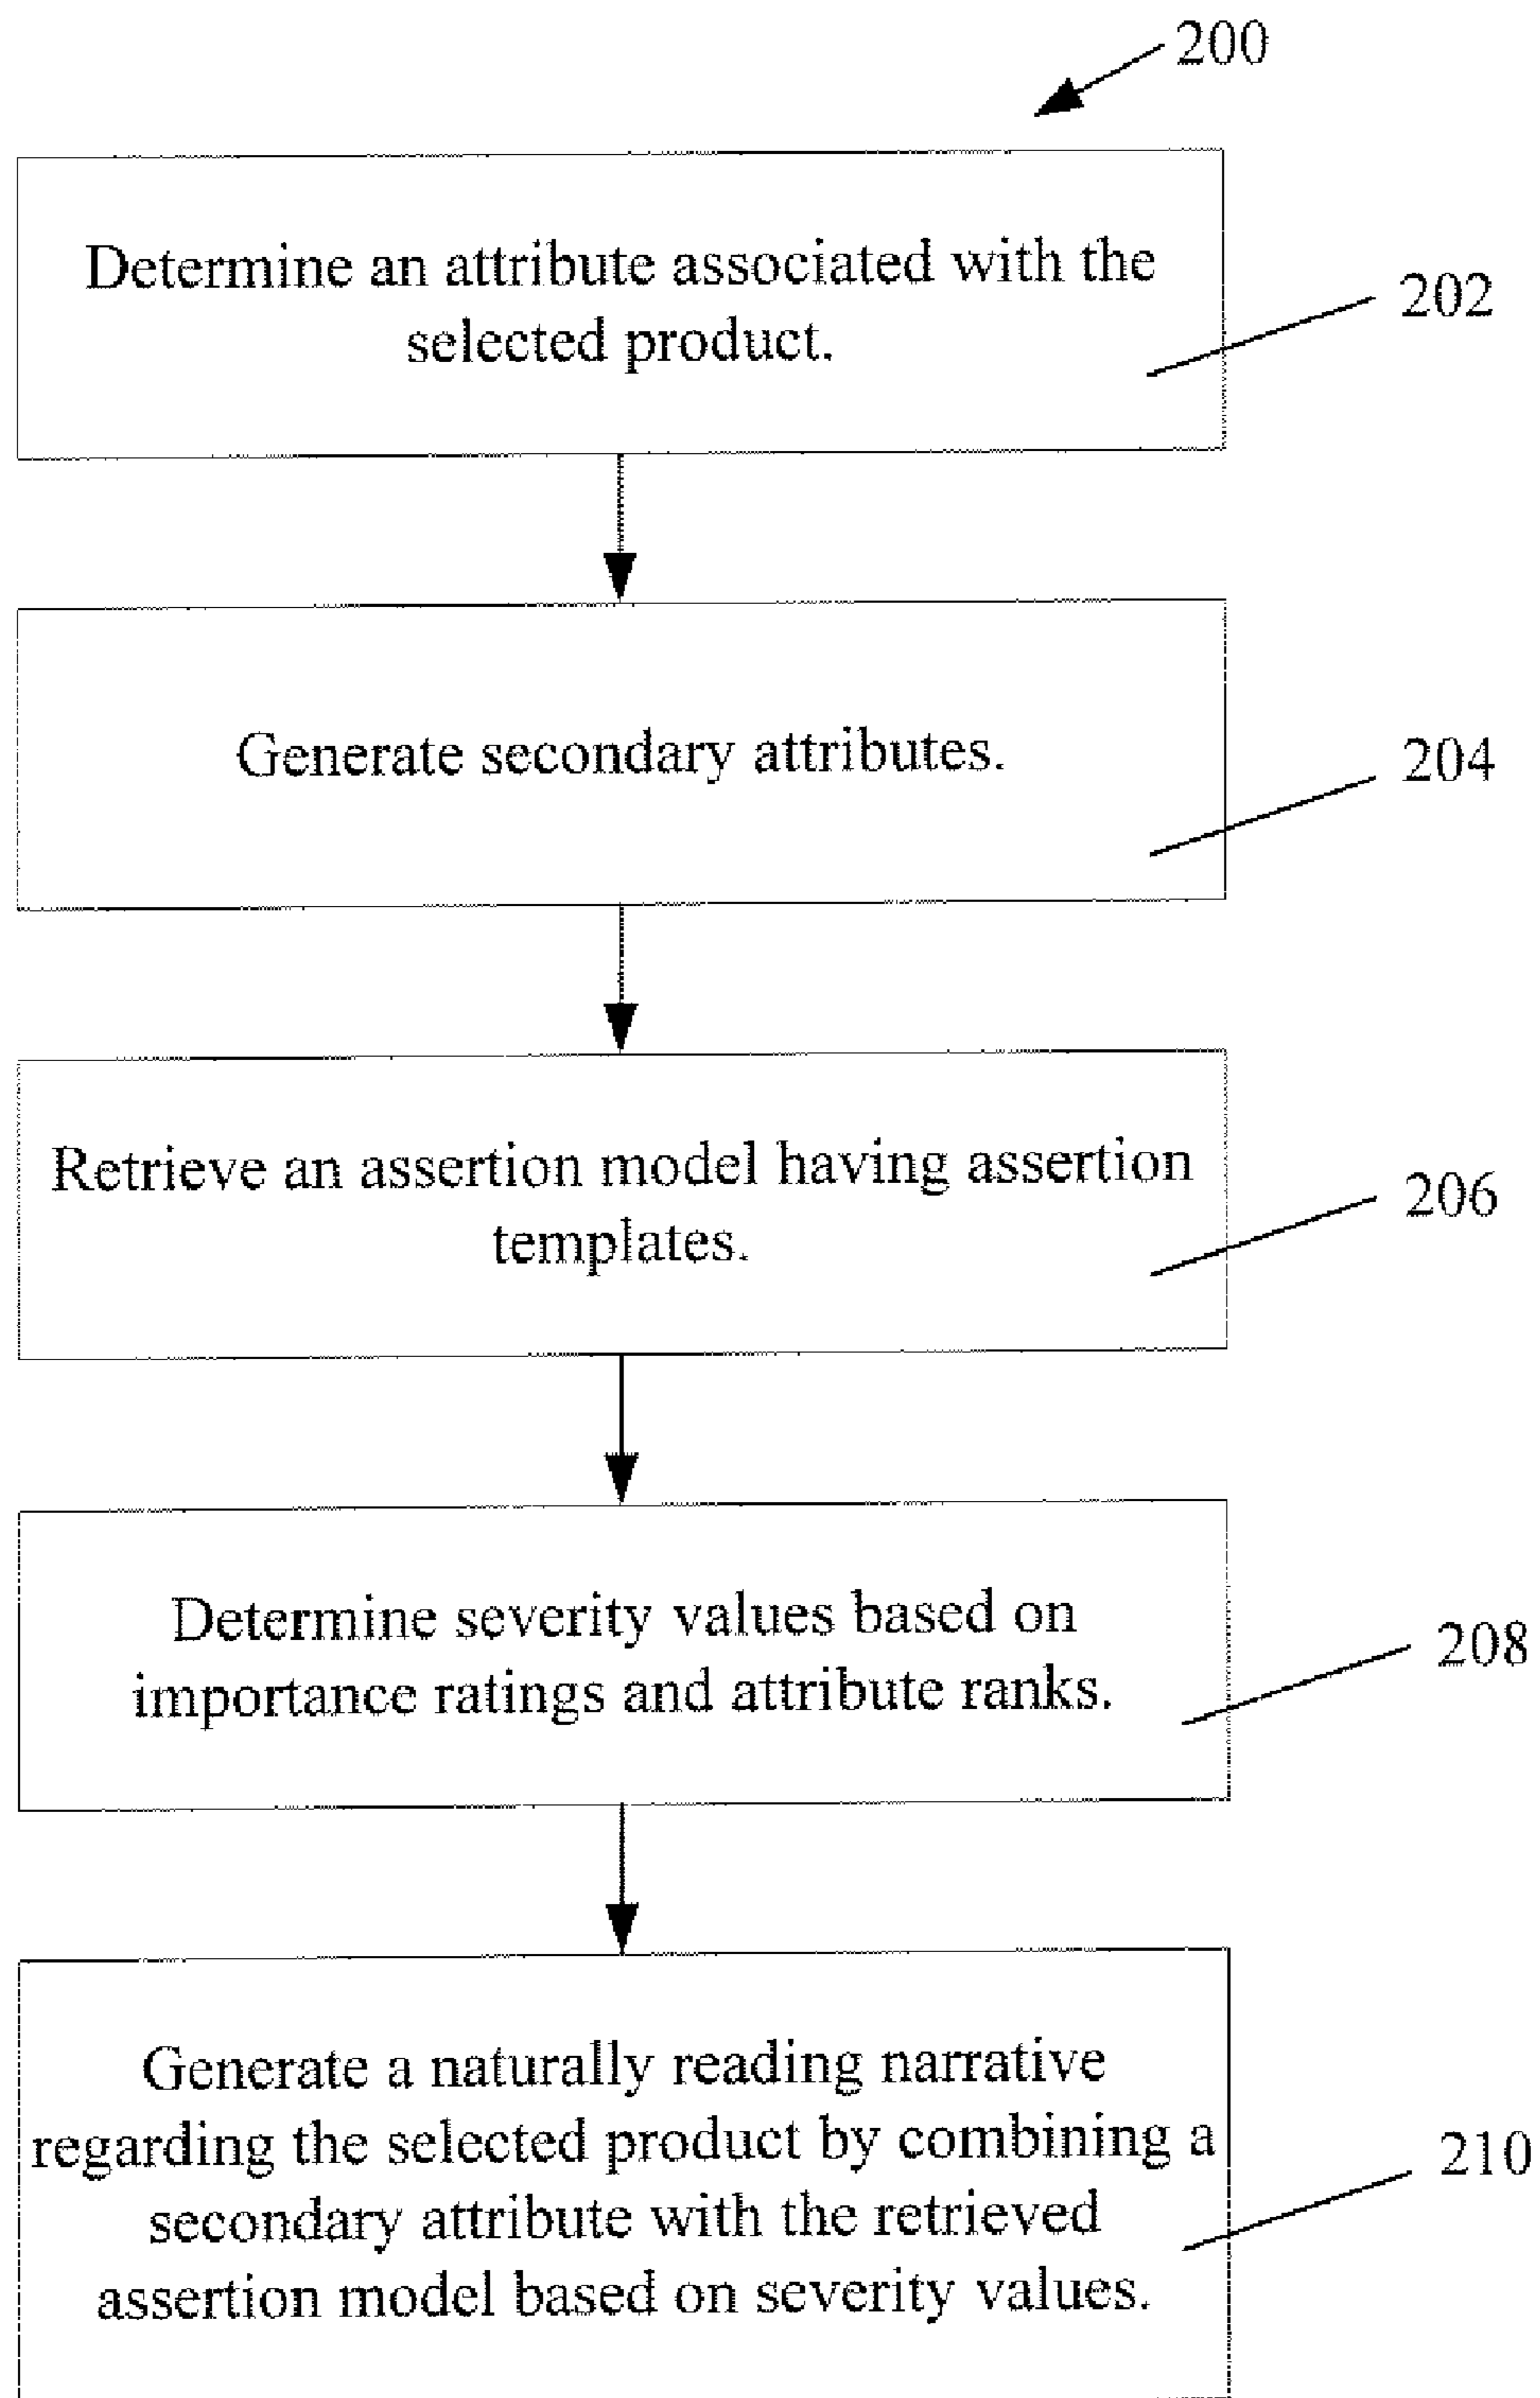 200
Determine an attribute associated with the
selected product.
202
Generate secondary attributes.
204
Retrieve an assertion model having assertion
templates.
206
Determine severity values based on
importance ratings and attribute ranks.
208
Generate a naturally reading narrative
regarding the selected product by combining a
secondary attribute with the retrieved
assertion model based on severity values.
210